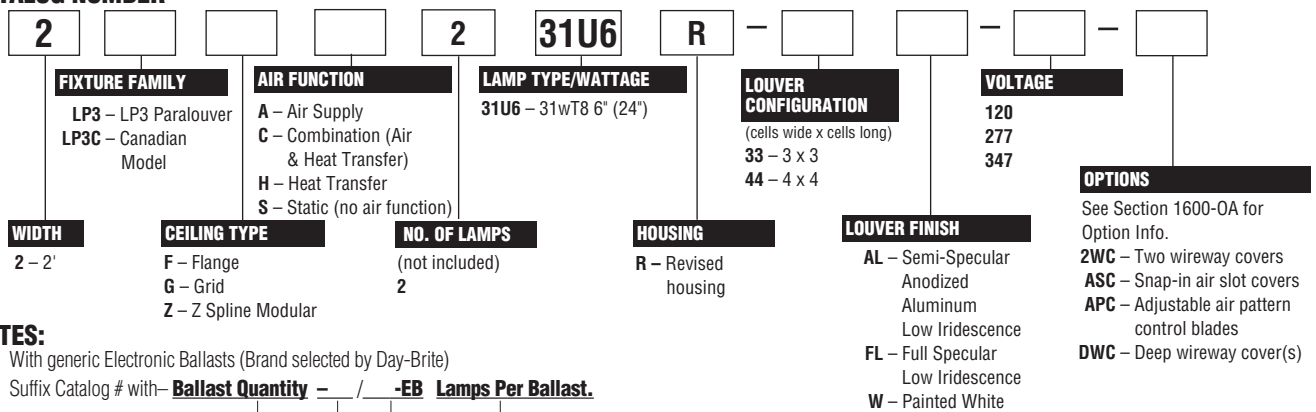 2 2 31U6 R – – –
FIXTURE FAMILY
LP3 – LP3 Paralouver
LP3C – Canadian
Model
AIR FUNCTION
A – Air Supply
C – Combination (Air
& Heat Transfer)
H – Heat Transfer
S – Static (no air function)
LAMP TYPE/WATTAGE
31U6 – 31wT8 6" (24")
LOUVER
CONFIGURATION
(cells wide x cells long)
33 – 3 x 3
44 – 4 x 4
VOLTAGE
120
277
347
OPTIONS
See Section 1600-OA for
Option Info.
2WC – Two wireway covers
ASC – Snap-in air slot covers
APC – Adjustable air pattern
control blades
DWC – Deep wireway cover(s)
WIDTH
2 – 2'
CEILING TYPE
F – Flange
G – Grid
Z – Z Spline Modular
NO. OF LAMPS
(not included)
2
HOUSING
R – Revised
housing
LOUVER FINISH
AL – Semi-Specular
Anodized
Aluminum
Low Iridescence
FL – Full Specular
Low Iridescence
W – Painted White
TES:
With generic Electronic Ballasts (Brand selected by Day-Brite)
Suffix Catalog # with– Ballast Quantity –__/__-EB Lamps Per Ballast.